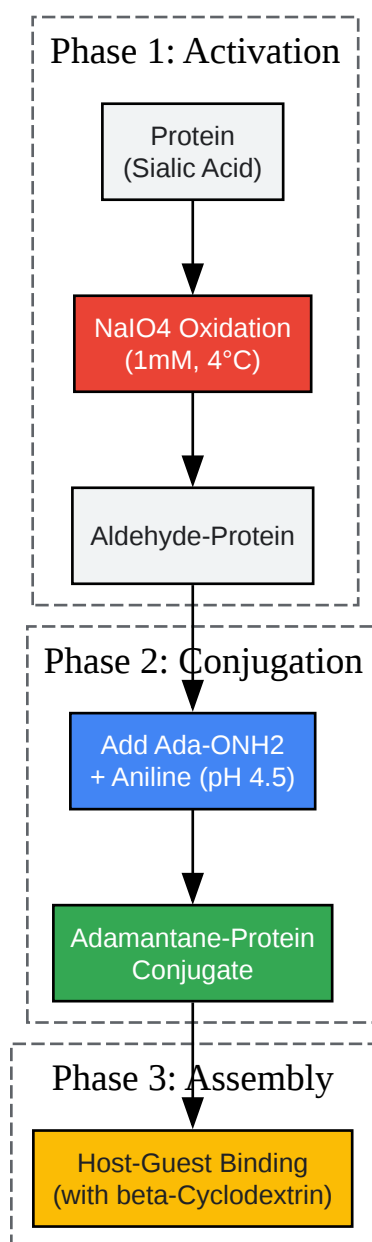 Phase 1: Activation
Protein
(Sialic Acid)
NaIO4 Oxidation
(1mM, 4°C)
Aldehyde-Protein
Phase 2: Conjugation
Add Ada-ONH2
+ Aniline (pH 4.5)
Adamantane-Protein
Conjugate
Phase 3: Assembly
Host-Guest Binding
(with beta-Cyclodextrin)